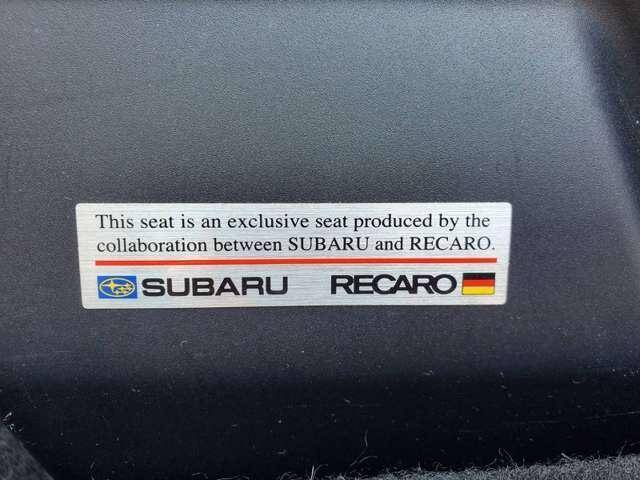 This seat is an exclusive seat produced by the
collaboration between SUBARU and RECARO.
SUBARU RECARO